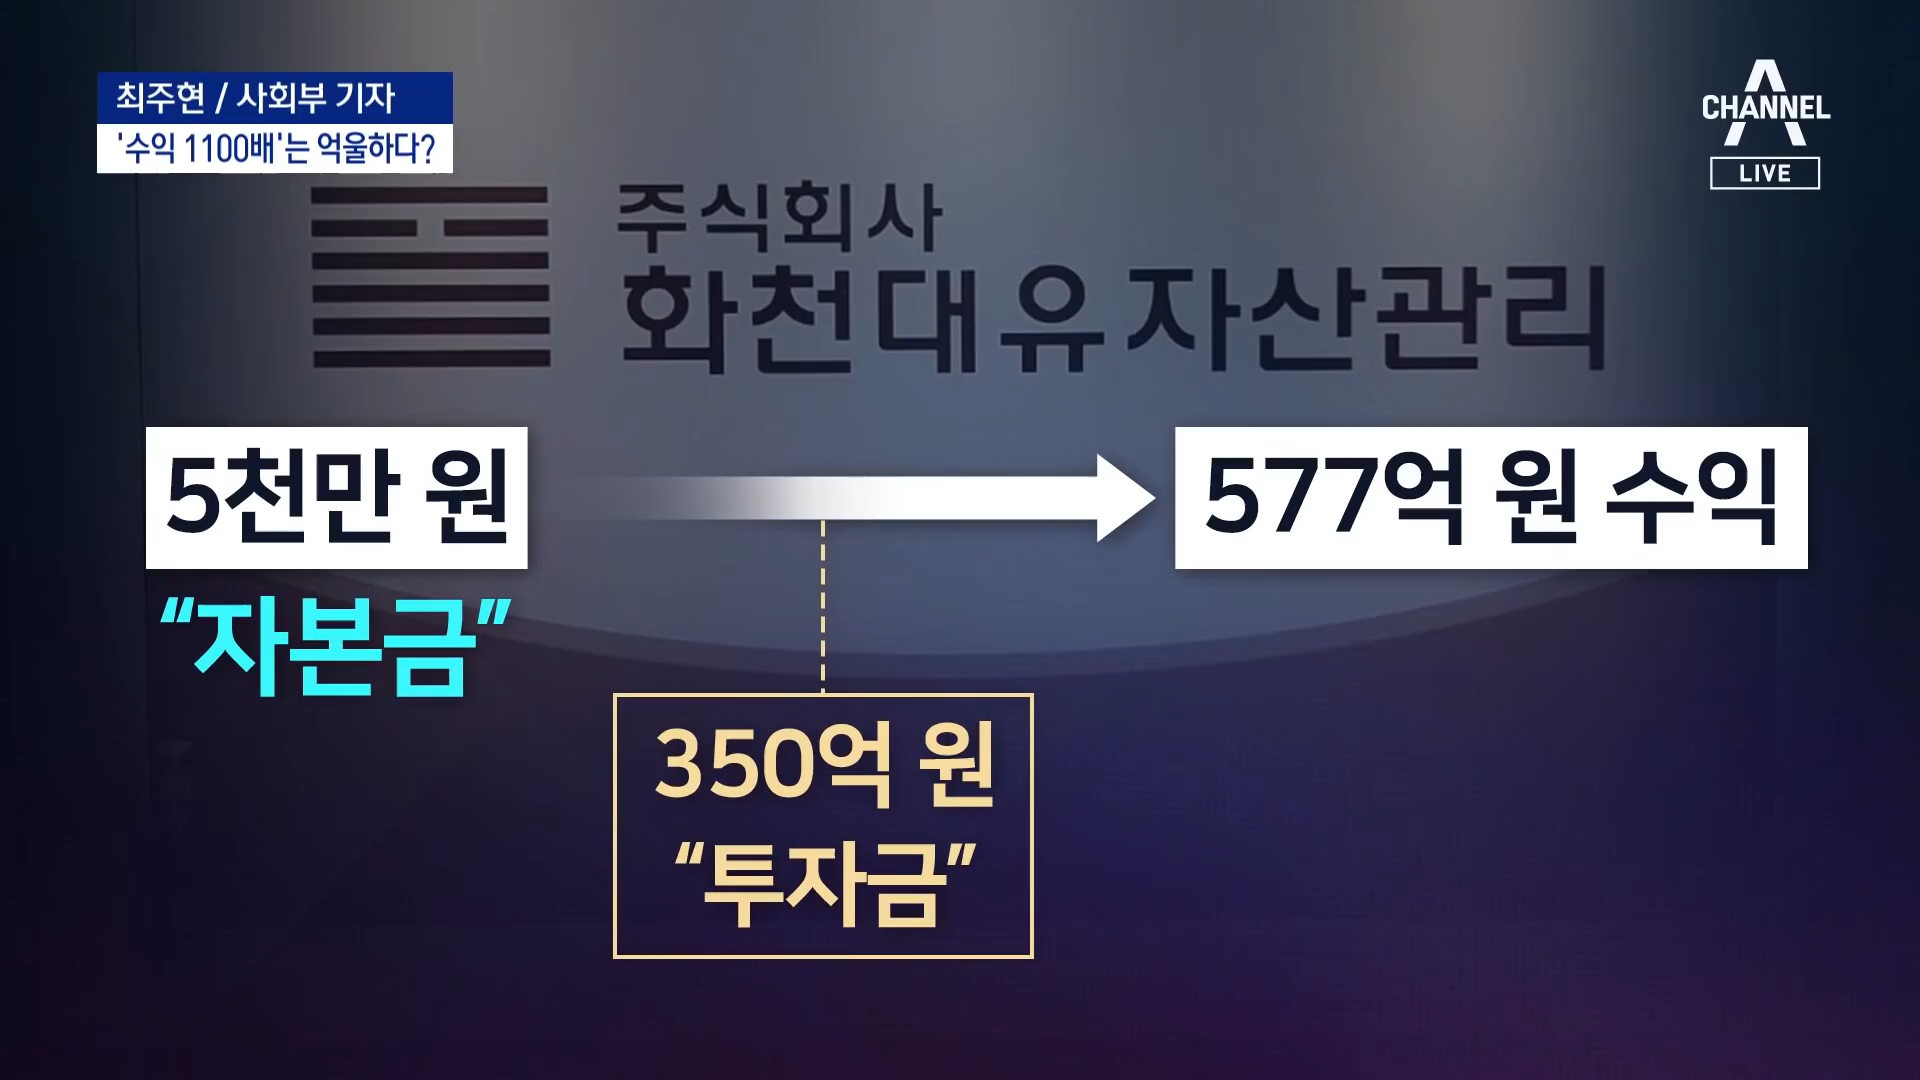 최주현 / 사회부 기자
'수익 1100배'는 억울하다?
CHANNEL A
LIVE
주식회사
화천대유자산관리
5천만 원
577억 원 수익
“자본금”
350억 원
“투자금”